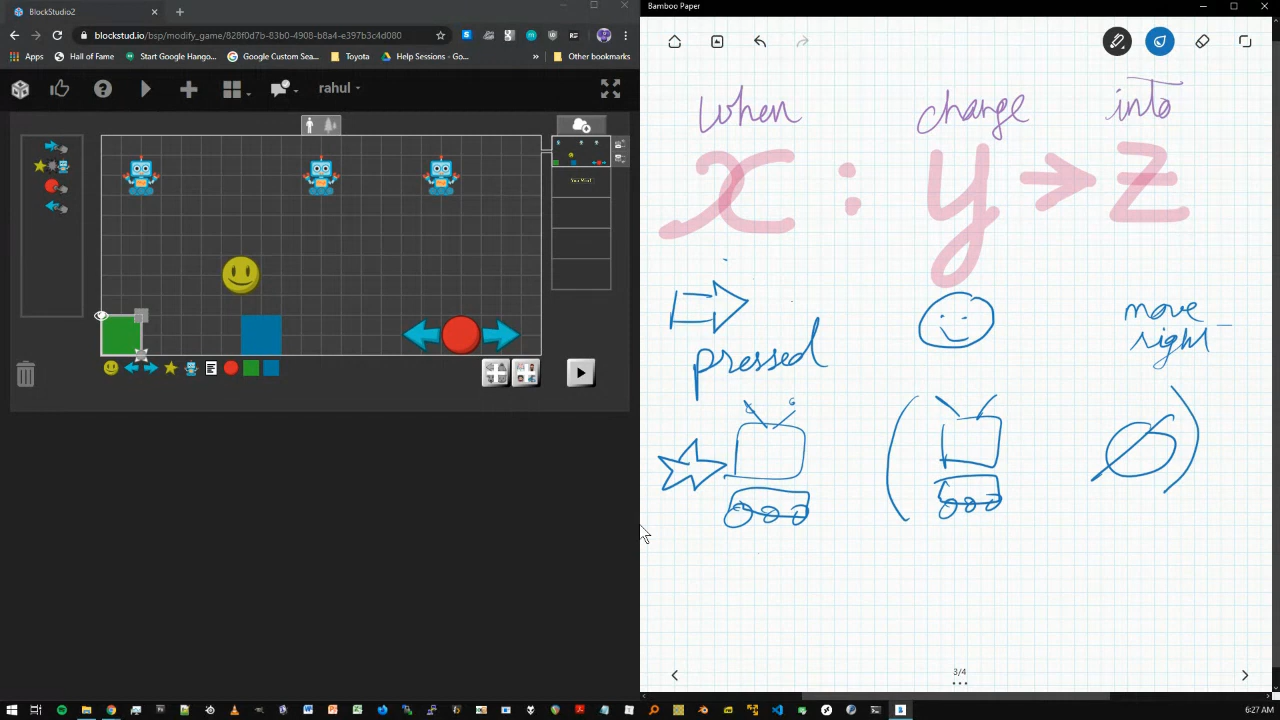 BlockStudio2
Bamboo Paper
blockstud.io/bsp/modify_game/828f0d7b-83b0-4908-b8a4-e397b3c4d080
Apps
Hall of Fame
Start Google Hango...
Google Custom Sea...
Toyota
Help Sessions - Go...
Other bookmarks
rahul
when change into
x : y → z
pressed
move
right
3/4
6:27 AM